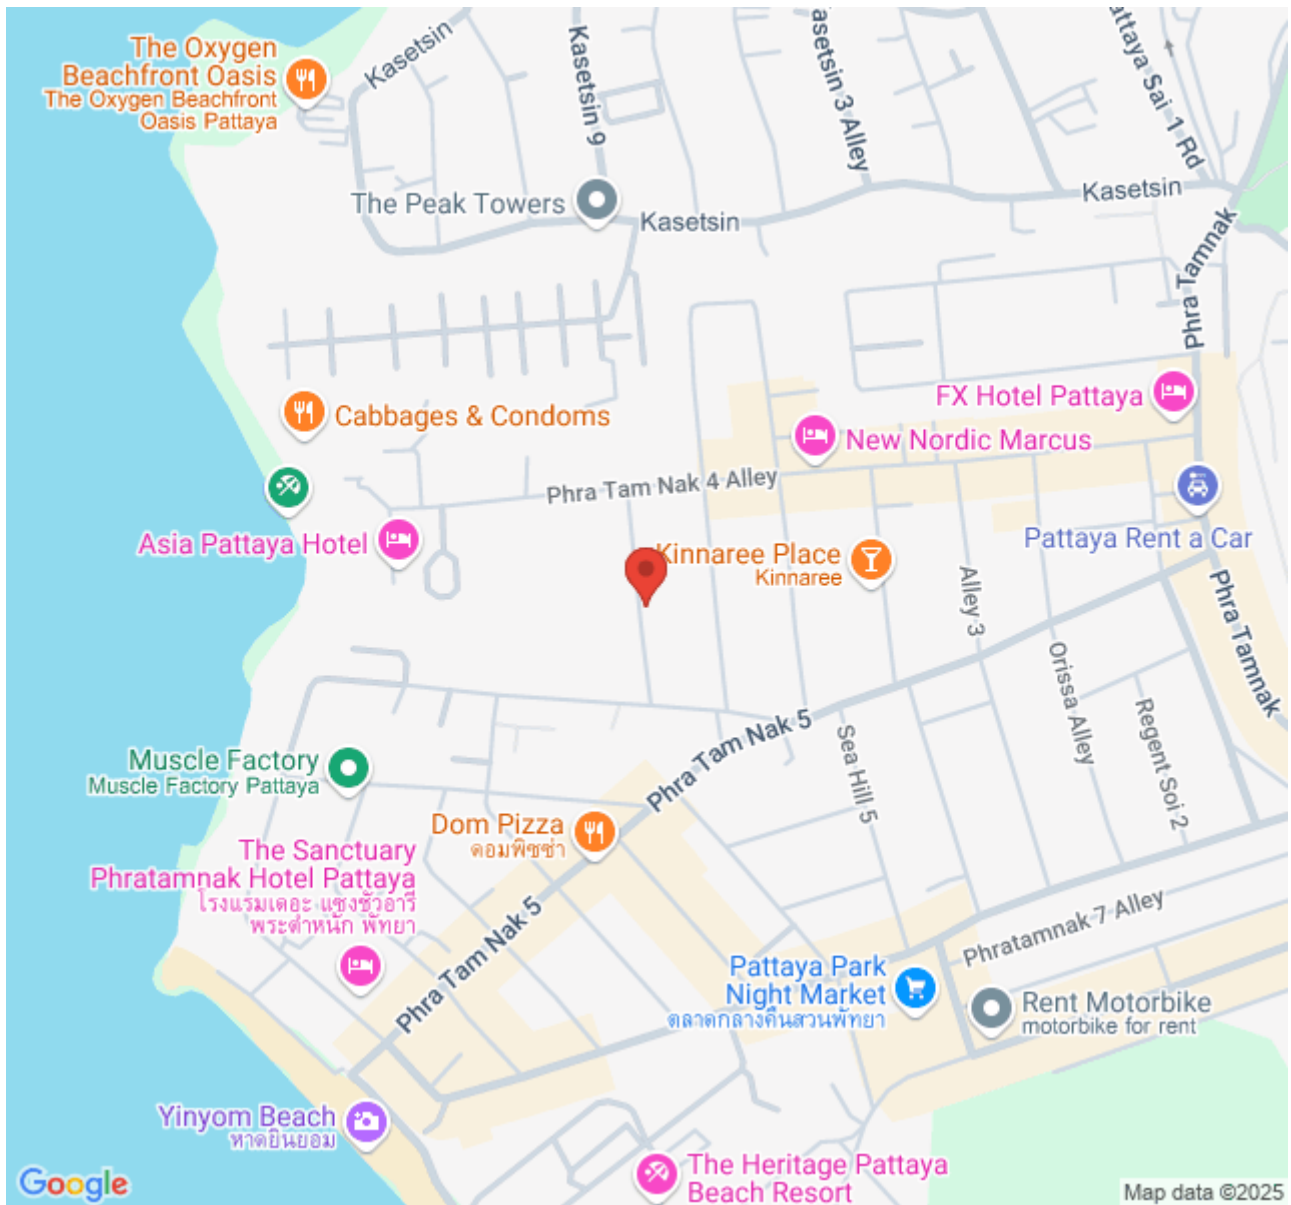 The Oxygen
Beachfront Oasis
The Oxygen Beachfront
Oasis Pattaya
Kasetsin
Kasetsin 9
Kasetsin 3 Alley
Pattaya Sai 1 Rd
Kasetsin
The Peak Towers
Kasetsin
Phra Tamnak
Cabbages & Condoms
FX Hotel Pattaya
New Nordic Marcus
Phra Tam Nak 4 Alley
Asia Pattaya Hotel
Pattaya Rent a Car
Kinnaree Place
Kinnaree
Alley 3
Phra Tamnak
Orissa Alley
Regent Soi 2
Phra Tam Nak 5
Sea Hill 5
Muscle Factory
Muscle Factory Pattaya
Dom Pizza
ดอมพิซซ่า
The Sanctuary
Phratamnak Hotel Pattaya
โรงแรมเดอะ แซงชัวอารี
พระตำหนัก พัทยา
Phra Tam Nak 5
Phratamnak 7 Alley
Pattaya Park
Night Market
ตลาดกลางคืนสวนพัทยา
Rent Motorbike
motorbike for rent
Yinyom Beach
หาดยินยอม
The Heritage Pattaya
Beach Resort
Google
Map data ©2025